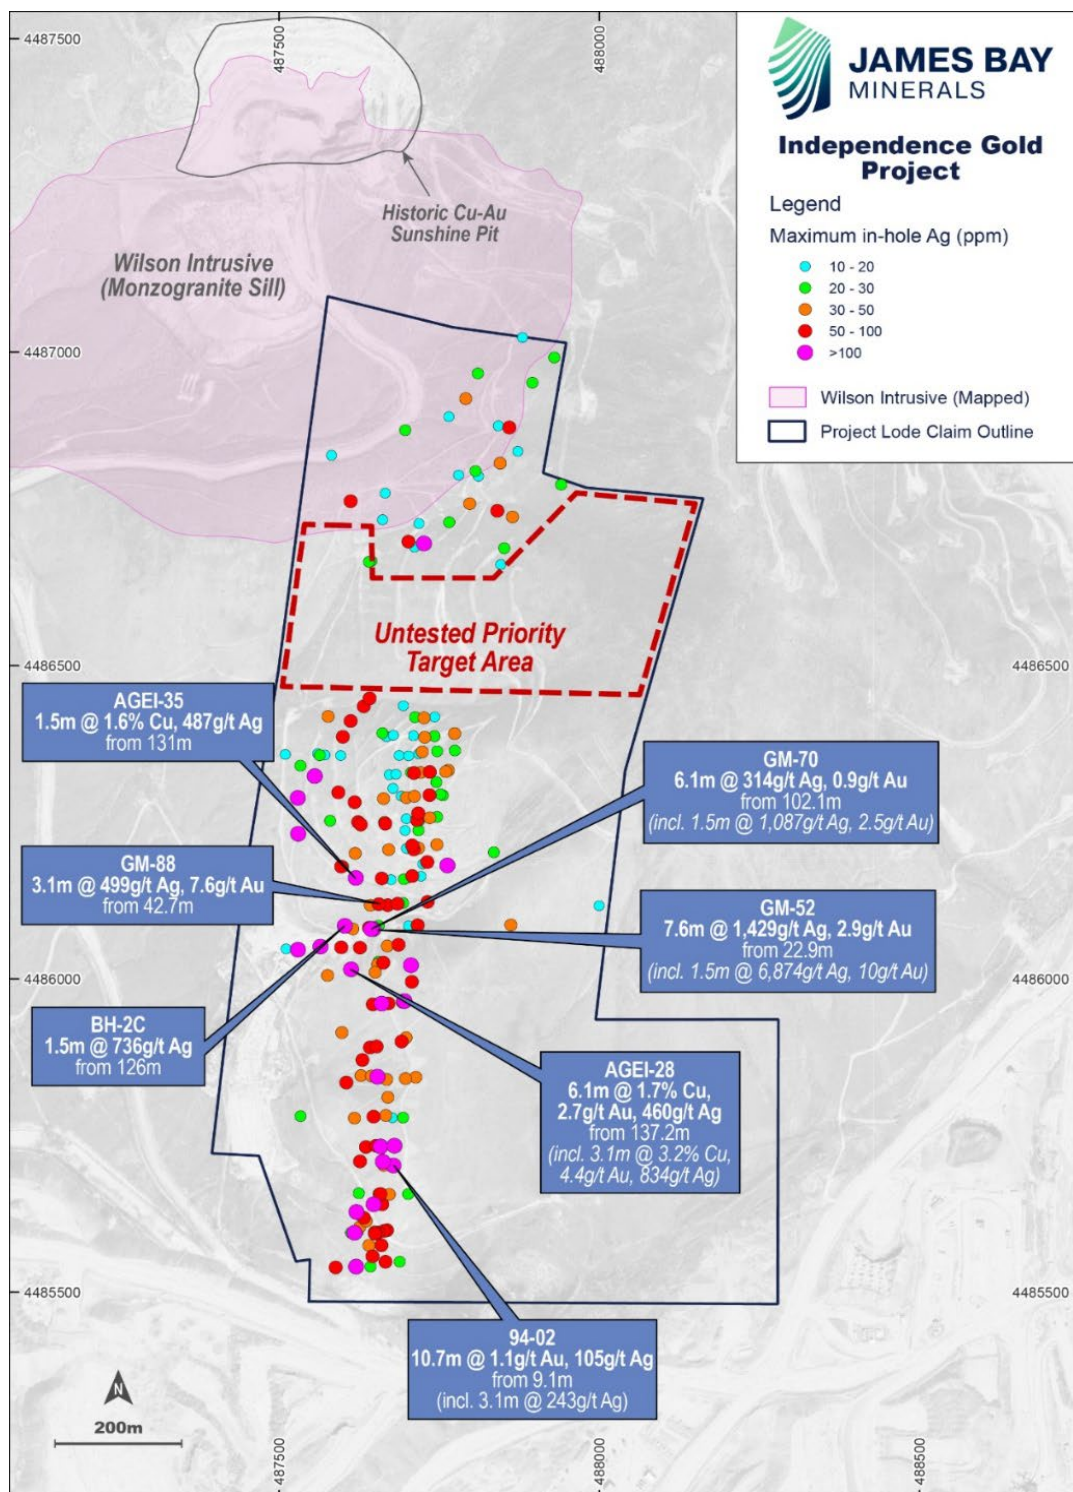 4487500
487500
488000
JAMES BAY
MINERALS
Independence Gold
Project
Legend
Maximum in-hole Ag (ppm)
10 - 20
20 - 30
30 - 50
50 - 100
>100
Wilson Intrusive (Mapped)
Project Lode Claim Outline
Historic Cu-Au
Sunshine Pit
Wilson Intrusive
(Monzogranite Sill)
4487000
Untested Priority
Target Area
4486500
4486500
AGEI-35
1.5m @ 1.6% Cu, 487g/t Ag
from 131m
GM-70
6.1m @ 314g/t Ag, 0.9g/t Au
from 102.1m
(incl. 1.5m @ 1,087g/t Ag, 2.5g/t Au)
GM-88
3.1m @ 499g/t Ag, 7.6g/t Au
from 42.7m
GM-52
7.6m @ 1,429g/t Ag, 2.9g/t Au
from 22.9m
(incl. 1.5m @ 6,874g/t Ag, 10g/t Au)
4486000
4486000
BH-2C
1.5m @ 736g/t Ag
from 126m
AGEI-28
6.1m @ 1.7% Cu,
2.7g/t Au, 460g/t Ag
from 137.2m
(incl. 3.1m @ 3.2% Cu,
4.4g/t Au, 834g/t Ag)
4485500
4485500
94-02
10.7m @ 1.1g/t Au, 105g/t Ag
from 9.1m
(incl. 3.1m @ 243g/t Ag)
N
200m
487500
488000
488500